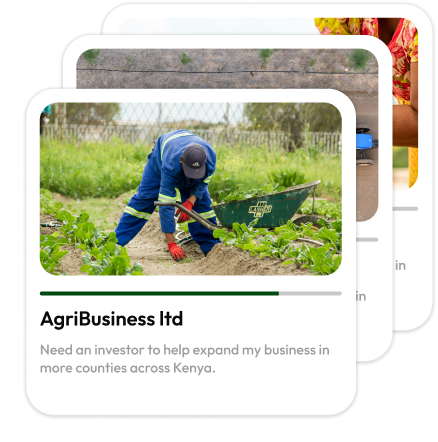 AgriBusiness ltd
Need an investor to help expand my business in
more counties across Kenya.
in
in